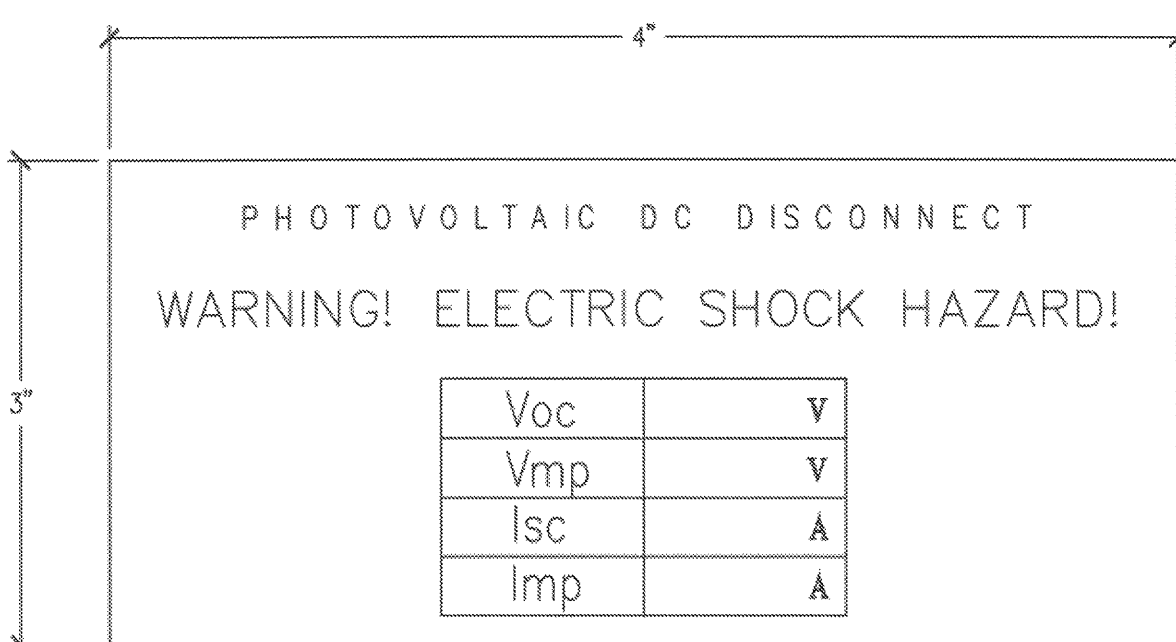 4"
PHOTOVOLTAIC DC DISCONNECT
WARNING! ELECTRIC SHOCK HAZARD!
3"
Voc V
Vmp V
Isc A
Imp A